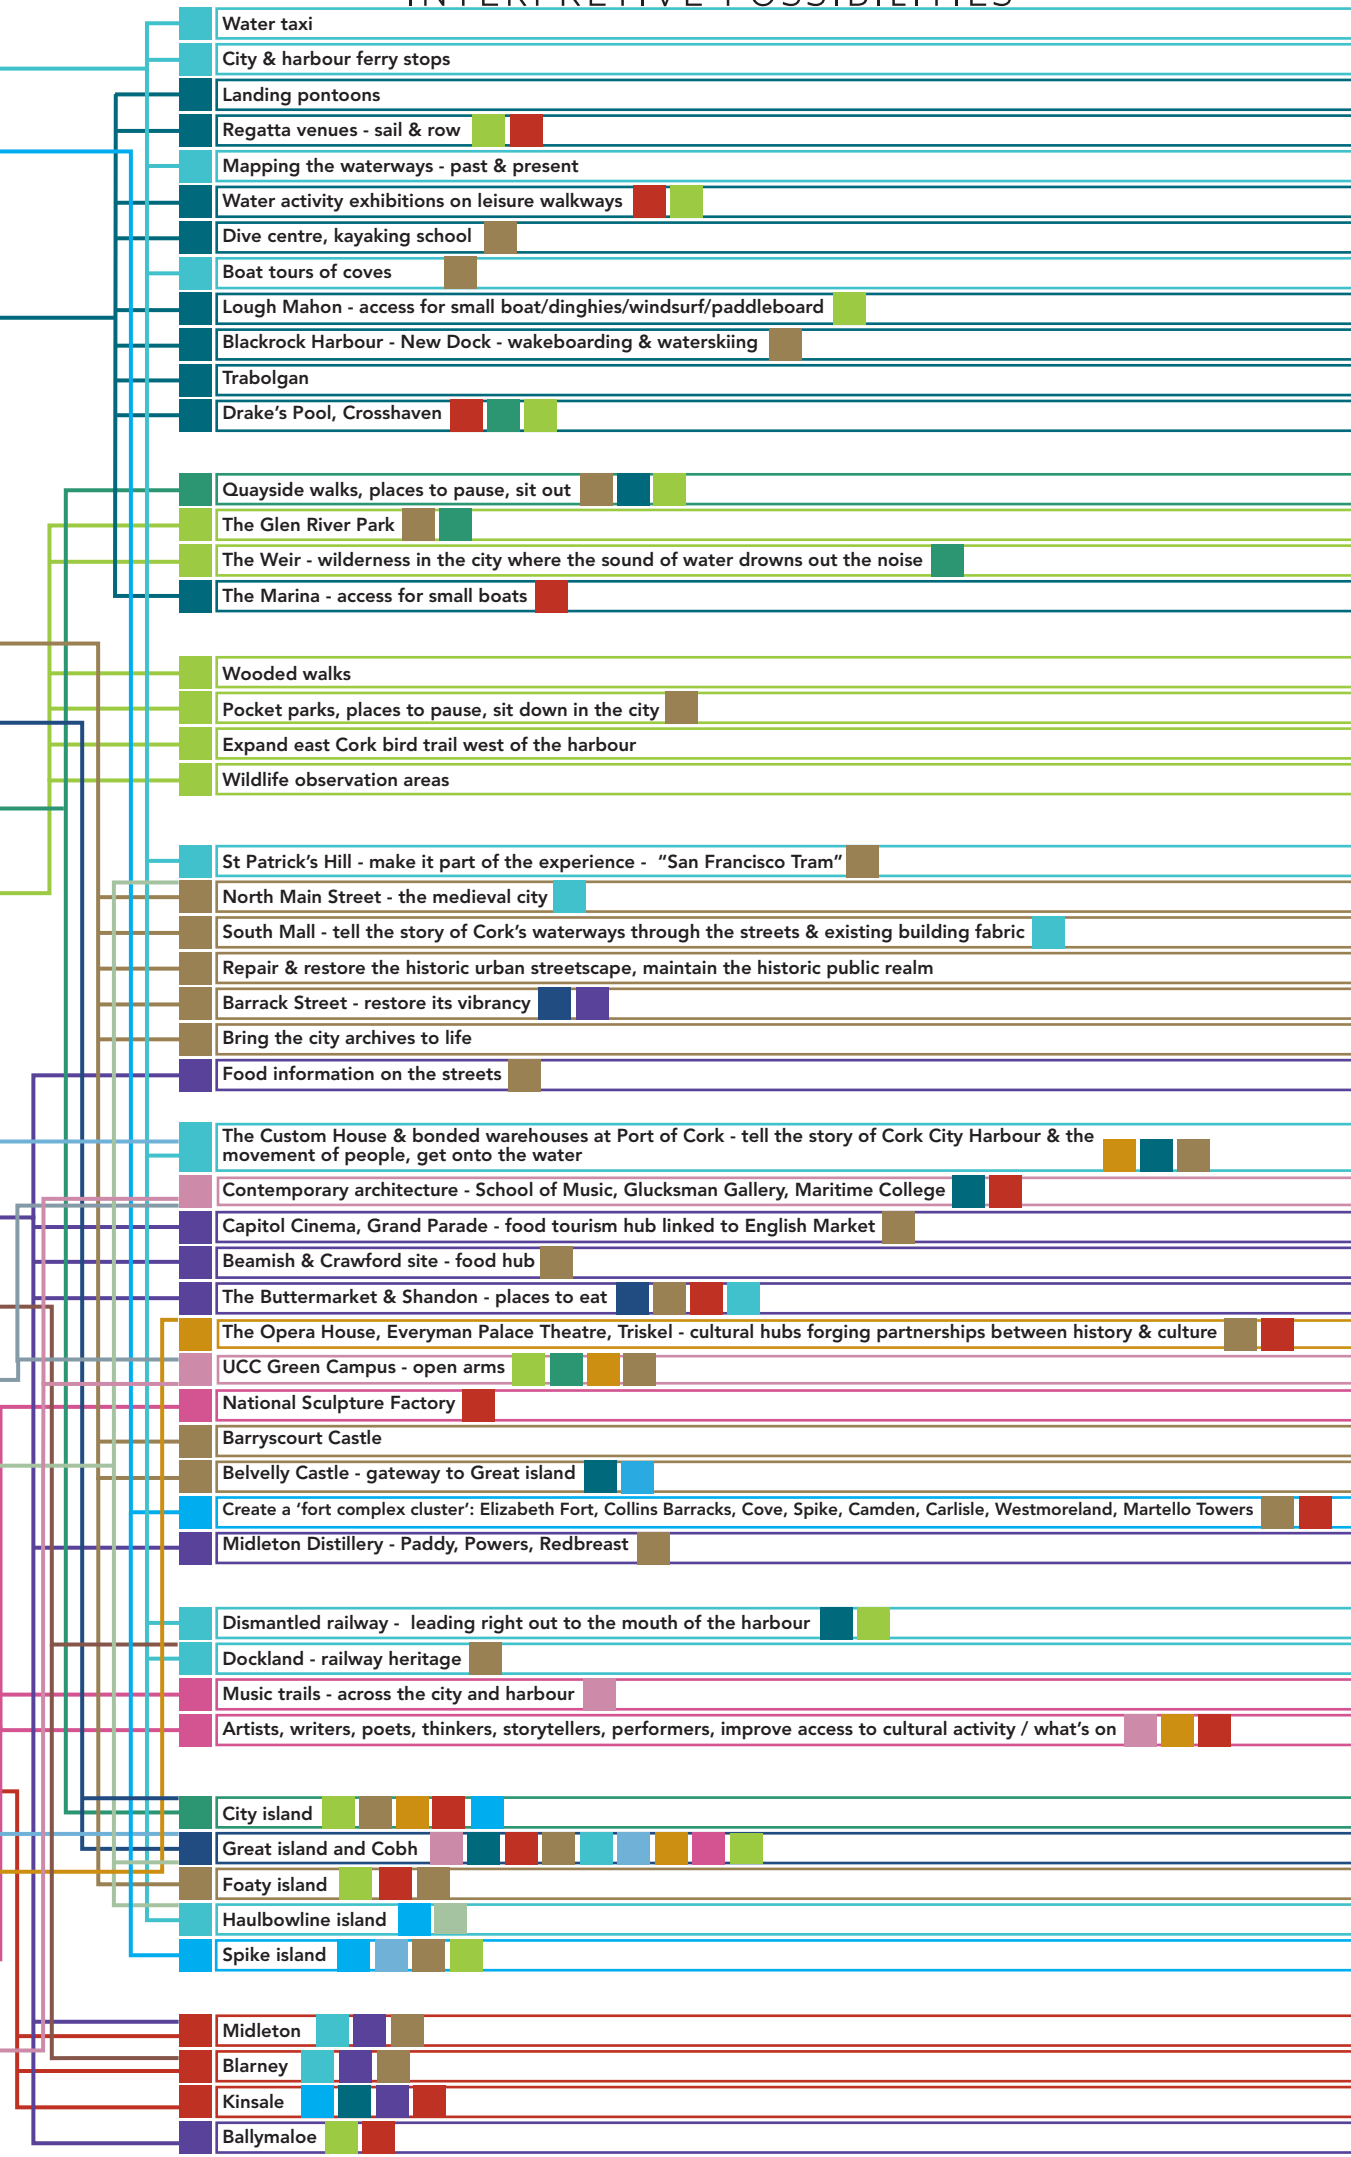 INTERPRETIVE POSSIBILITIES
Water taxi
City & harbour ferry stops
Landing pontoons
Regatta venues - sail & row
Mapping the waterways - past & present
Water activity exhibitions on leisure walkways
Dive centre, kayaking school
Boat tours of coves
Lough Mahon - access for small boat/dinghies/windsurf/paddleboard
Blackrock Harbour - New Dock - wakeboarding & waterskiing
Trabolgan
Drake’s Pool, Crosshaven
Quayside walks, places to pause, sit out
The Glen River Park
The Weir - wilderness in the city where the sound of water drowns out the noise
The Marina - access for small boats
Wooded walks
Pocket parks, places to pause, sit down in the city
Expand east Cork bird trail west of the harbour
Wildlife observation areas
St Patrick’s Hill - make it part of the experience - “San Francisco Tram”
North Main Street - the medieval city
South Mall - tell the story of Cork’s waterways through the streets & existing building fabric
Repair & restore the historic urban streetscape, maintain the historic public realm
Barrack Street - restore its vibrancy
Bring the city archives to life
Food information on the streets
The Custom House & bonded warehouses at Port of Cork - tell the story of Cork City Harbour & the
movement of people, get onto the water
Contemporary architecture - School of Music, Glucksman Gallery, Maritime College
Capitol Cinema, Grand Parade - food tourism hub linked to English Market
Beamish & Crawford site - food hub
The Buttermarket & Shandon - places to eat
The Opera House, Everyman Palace Theatre, Triskel - cultural hubs forging partnerships between history & culture
UCC Green Campus - open arms
National Sculpture Factory
Barryscourt Castle
Belvelly Castle - gateway to Great island
Create a ‘fort complex cluster’: Elizabeth Fort, Collins Barracks, Cove, Spike, Camden, Carlisle, Westmoreland, Martello Towers
Midleton Distillery - Paddy, Powers, Redbreast
Dismantled railway - leading right out to the mouth of the harbour
Dockland - railway heritage
Music trails - across the city and harbour
Artists, writers, poets, thinkers, storytellers, performers, improve access to cultural activity / what’s on
City island
Great island and Cobh
Foaty island
Haulbowline island
Spike island
Midleton
Blarney
Kinsale
Ballymaloe